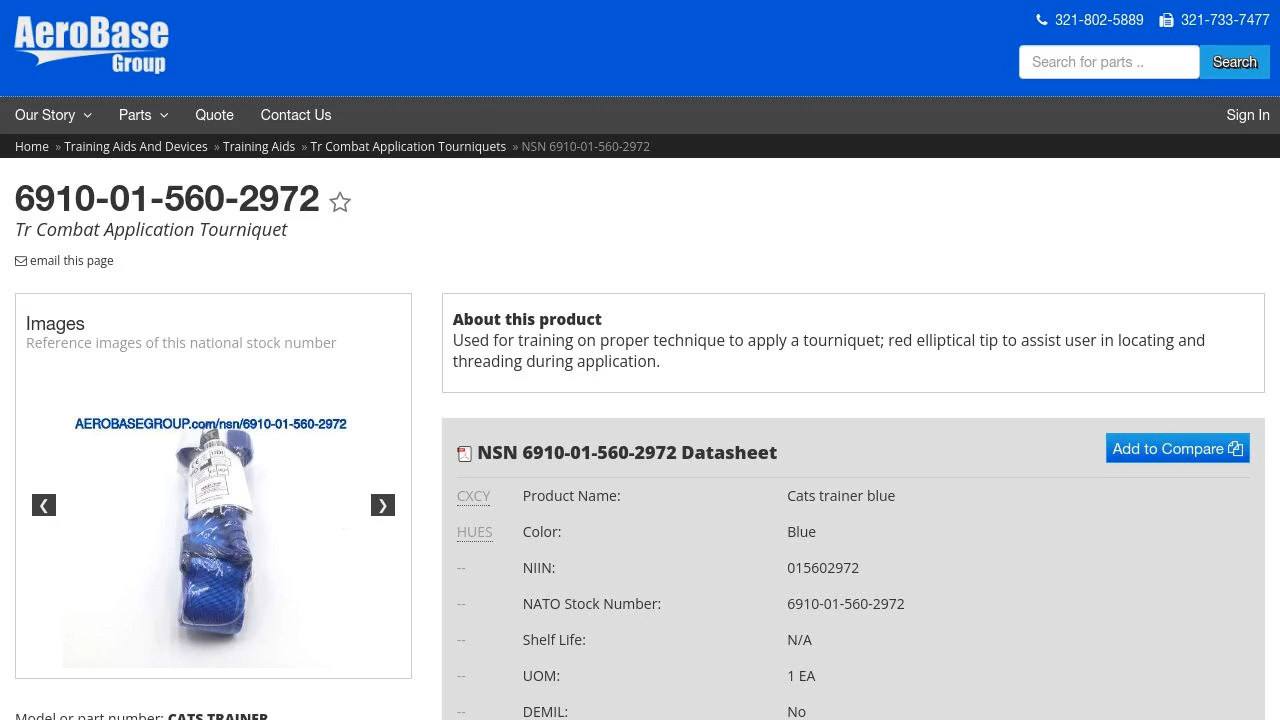 AeroBase
Group
321-802-5889 321-733-7477
Search for parts .. Search
Our Story Parts Quote Contact Us Sign In
Home » Training Aids And Devices » Training Aids » Tr Combat Application Tourniquets » NSN 6910-01-560-2972
6910-01-560-2972
Tr Combat Application Tourniquet
email this page
Images
Reference images of this national stock number
AEROBASEGROUP.com/nsn/6910-01-560-2972
❮ ❯
Model or part number: CATS TRAINER
About this product
Used for training on proper technique to apply a tourniquet; red elliptical tip to assist user in locating and
threading during application.
NSN 6910-01-560-2972 Datasheet Add to Compare
CXCY Product Name: Cats trainer blue
HUES Color: Blue
-- NIIN: 015602972
-- NATO Stock Number: 6910-01-560-2972
-- Shelf Life: N/A
-- UOM: 1 EA
-- DEMIL: No